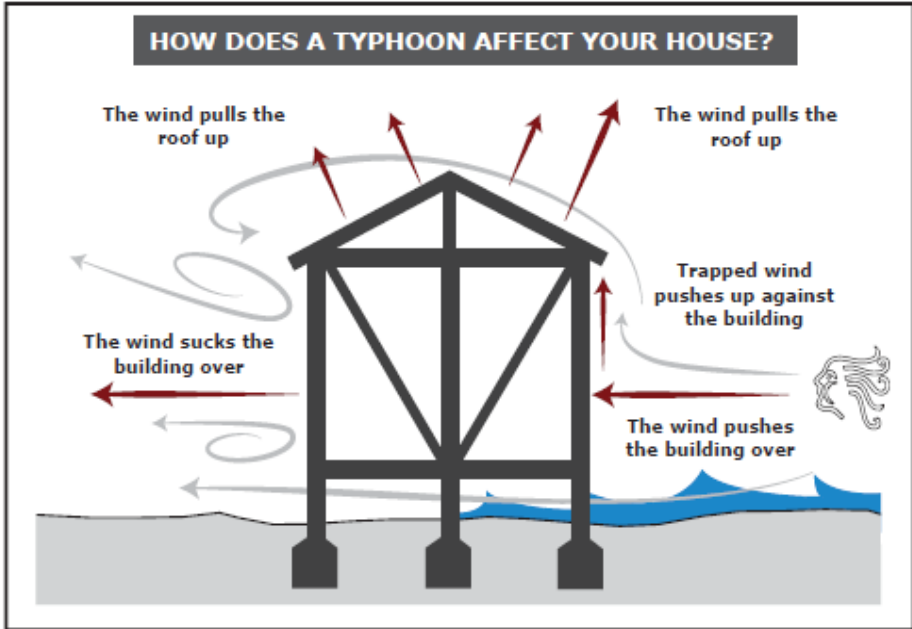 HOW DOES A TYPHOON AFFECT YOUR HOUSE?
The wind pulls the
roof up
The wind pulls the
roof up
Trapped wind
pushes up against
the building
The wind sucks the
building over
The wind pushes
the building over